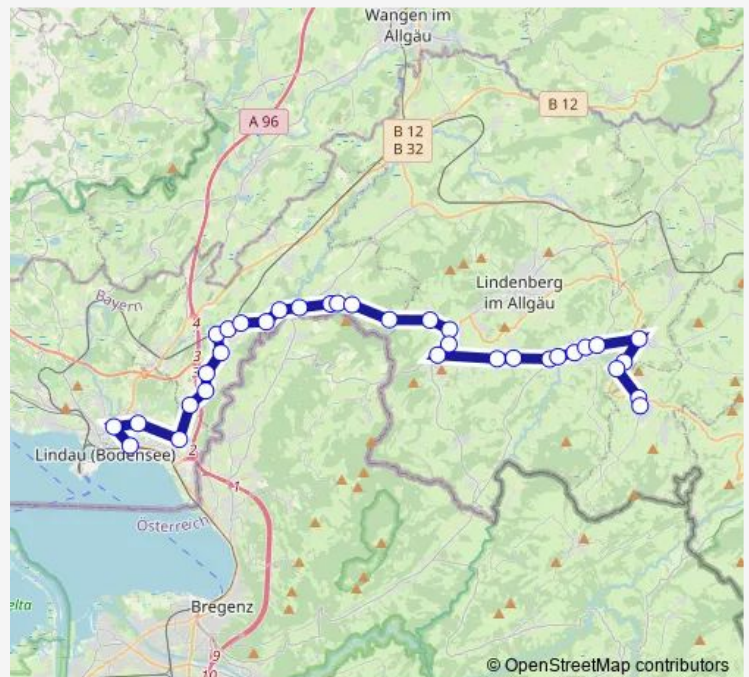 Wangen im
Allgäu
A 96
B 12
B 12
B 32
Lindenberg
im Allgäu
Bayern
4
3
2
Lindau (Bodensee)
1
Österreich
elta
Bregenz
9
10
© OpenStreetMap contributors